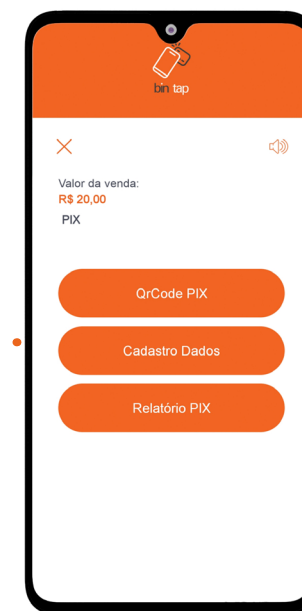 bin tap
Valor da venda:
R$ 20,00
PIX
QrCode PIX
Cadastro Dados
Relatório PIX